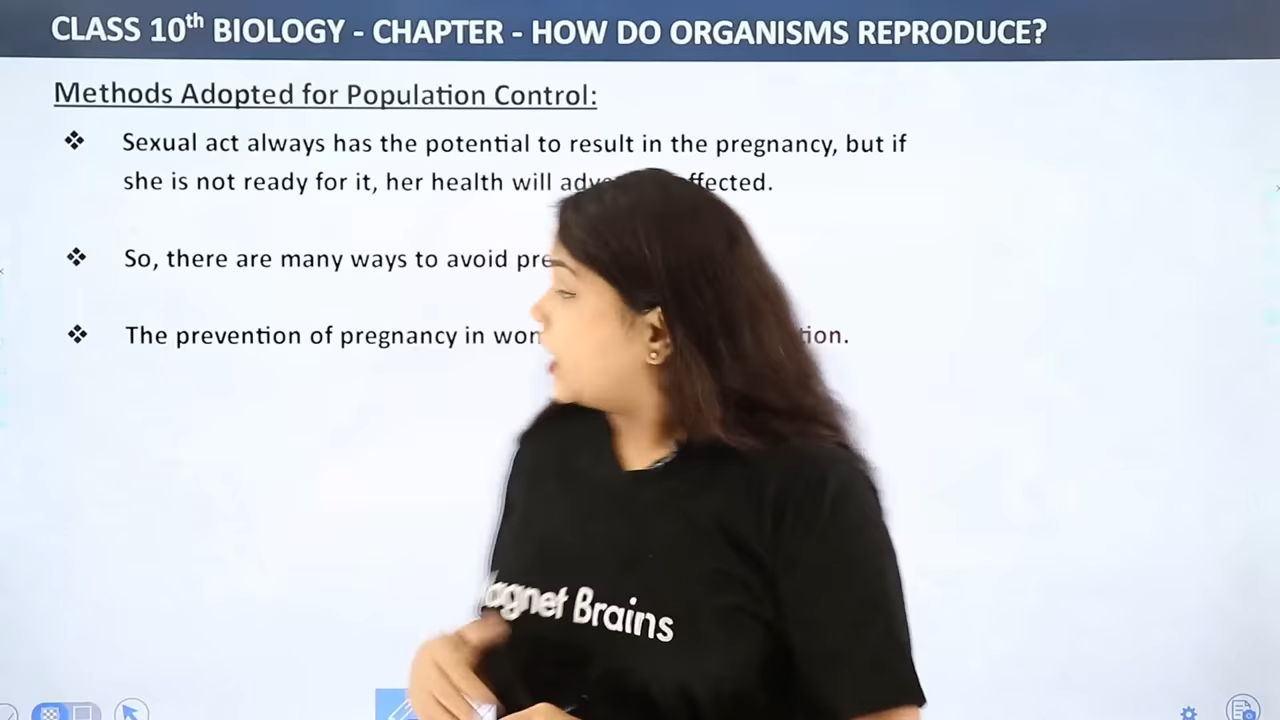 CLASS 10th BIOLOGY - CHAPTER - HOW DO ORGANISMS REPRODUCE?
Methods Adopted for Population Control:
❖ Sexual act always has the potential to result in the pregnancy, but if
she is not ready for it, her health will
❖ So, there are many ways to avoid
❖ The prevention of pregnancy in
Brains